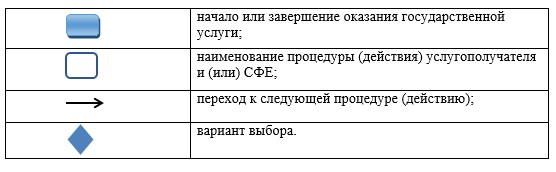 начало или завершение оказания государственной
услуги;
наименование процедуры (действия) услугополучателя
и (или) СФЕ;
переход к следующей процедуре (действию);
вариант выбора.